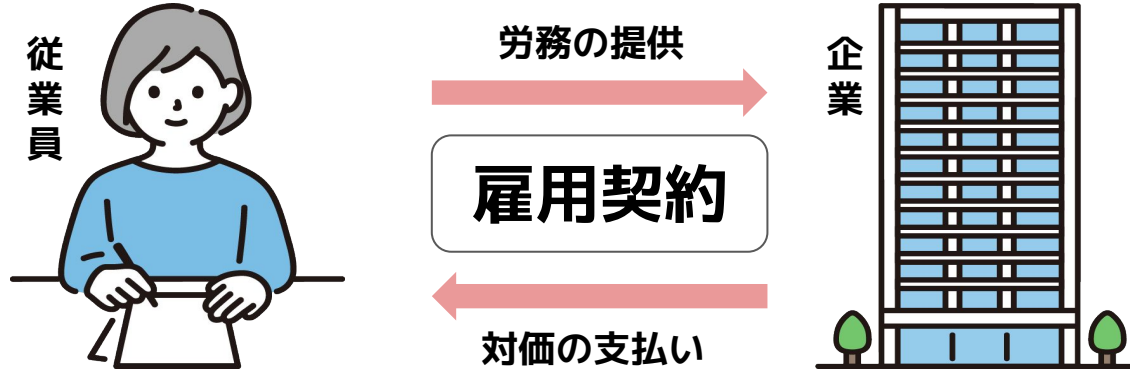 従業員
労務の提供
企業
雇用契約
対価の支払い